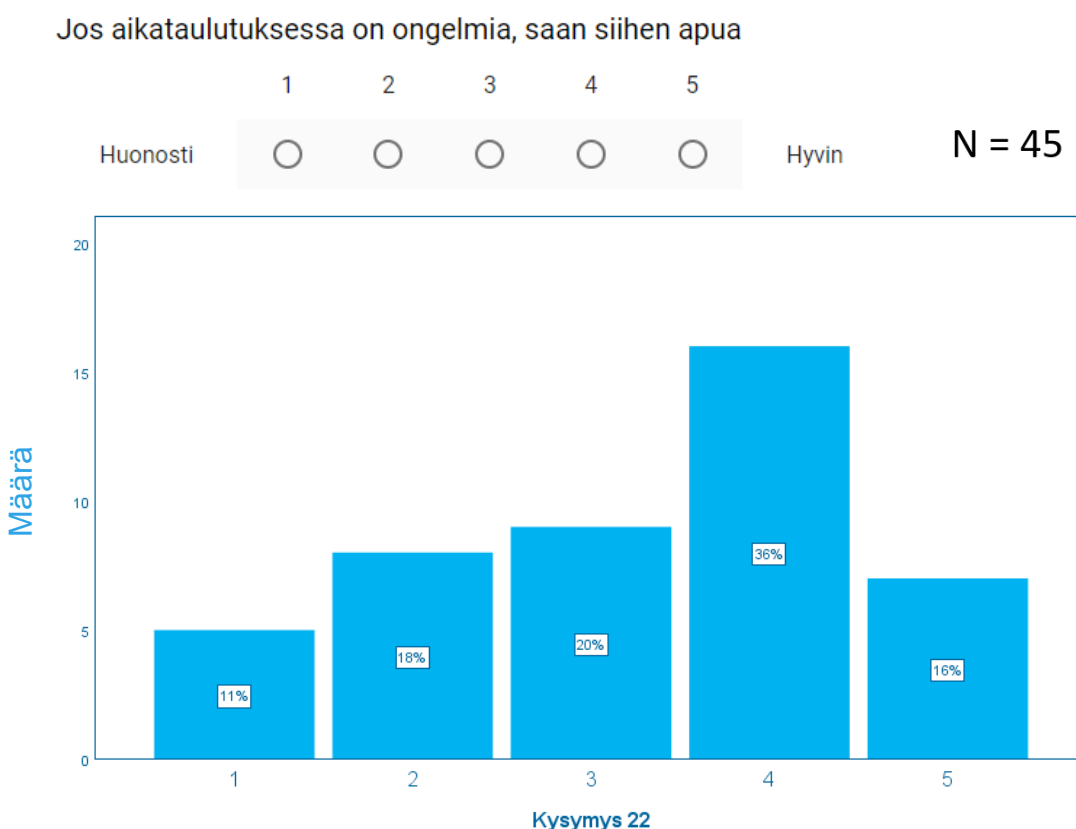 Jos aikataulutuksessa on ongelmia, saan siihen apua
1 2 3 4 5
Huonosti Hyvin
N = 45
20
15
10
5
0
Määrä
11%
18%
20%
36%
16%
1 2 3 4 5
Kysymys 22